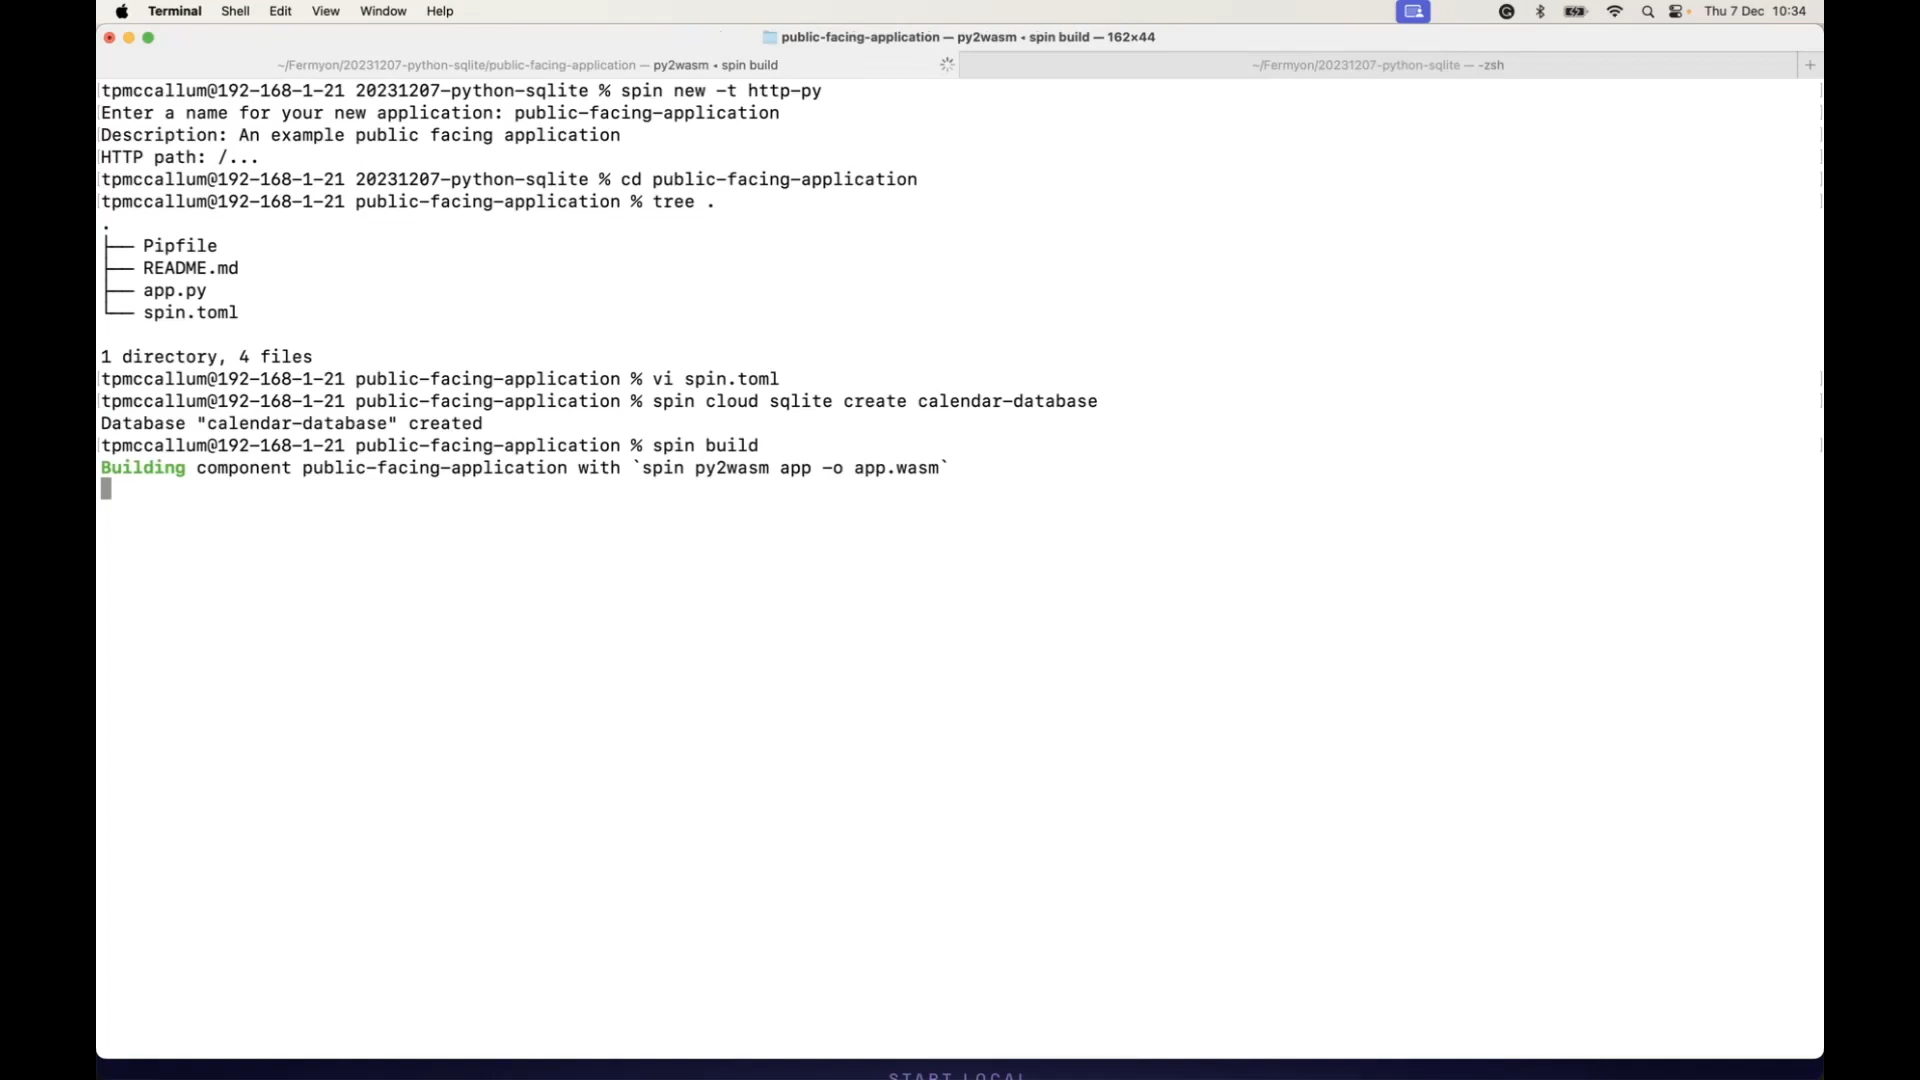 Terminal Shell Edit View Window Help Thu 7 Dec 10:34
public-facing-application — py2wasm ◂ spin build — 162×44
~/Fermyon/20231207-python-sqlite/public-facing-application — py2wasm ◂ spin build ~/Fermyon/20231207-python-sqlite — -zsh +
tpmccallum@192-168-1-21 20231207-python-sqlite % spin new -t http-py
Enter a name for your new application: public-facing-application
Description: An example public facing application
HTTP path: /...
tpmccallum@192-168-1-21 20231207-python-sqlite % cd public-facing-application
tpmccallum@192-168-1-21 public-facing-application % tree .
.
├── Pipfile
├── README.md
├── app.py
└── spin.toml
1 directory, 4 files
tpmccallum@192-168-1-21 public-facing-application % vi spin.toml
tpmccallum@192-168-1-21 public-facing-application % spin cloud sqlite create calendar-database
Database "calendar-database" created
tpmccallum@192-168-1-21 public-facing-application % spin build
Building component public-facing-application with `spin py2wasm app -o app.wasm`
START LOCAL